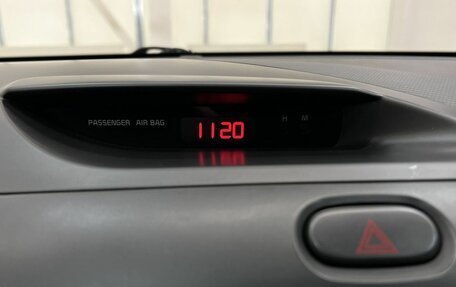 PASSENGER AIR BAG 1120 H M